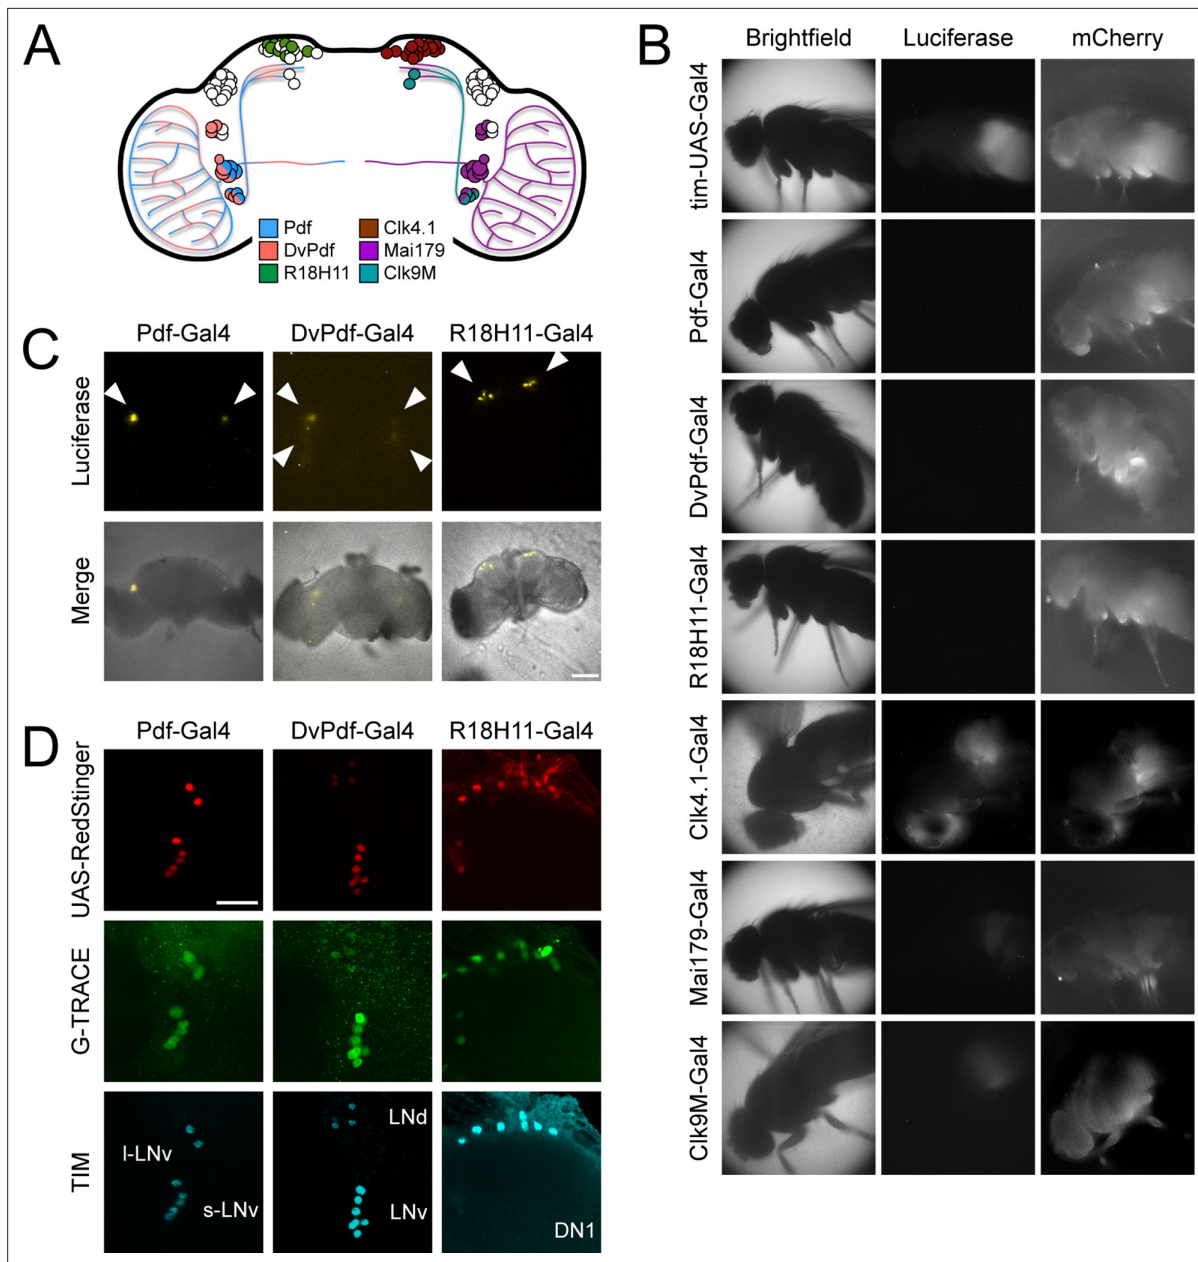 A
Pdf
DvPdf
R18H11
Clk4.1
Mai179
Clk9M
B
Brightfield
Luciferase
mCherry
tim-UAS-Gal4
Pdf-Gal4
DvPdf-Gal4
R18H11-Gal4
Clk4.1-Gal4
Mai179-Gal4
Clk9M-Gal4
C
Pdf-Gal4
DvPdf-Gal4
R18H11-Gal4
Luciferase
Merge
D
Pdf-Gal4
DvPdf-Gal4
R18H11-Gal4
UAS-RedStinger
G-TRACE
TIM
l-LNv
s-LNv
LNd
LNv
DN1